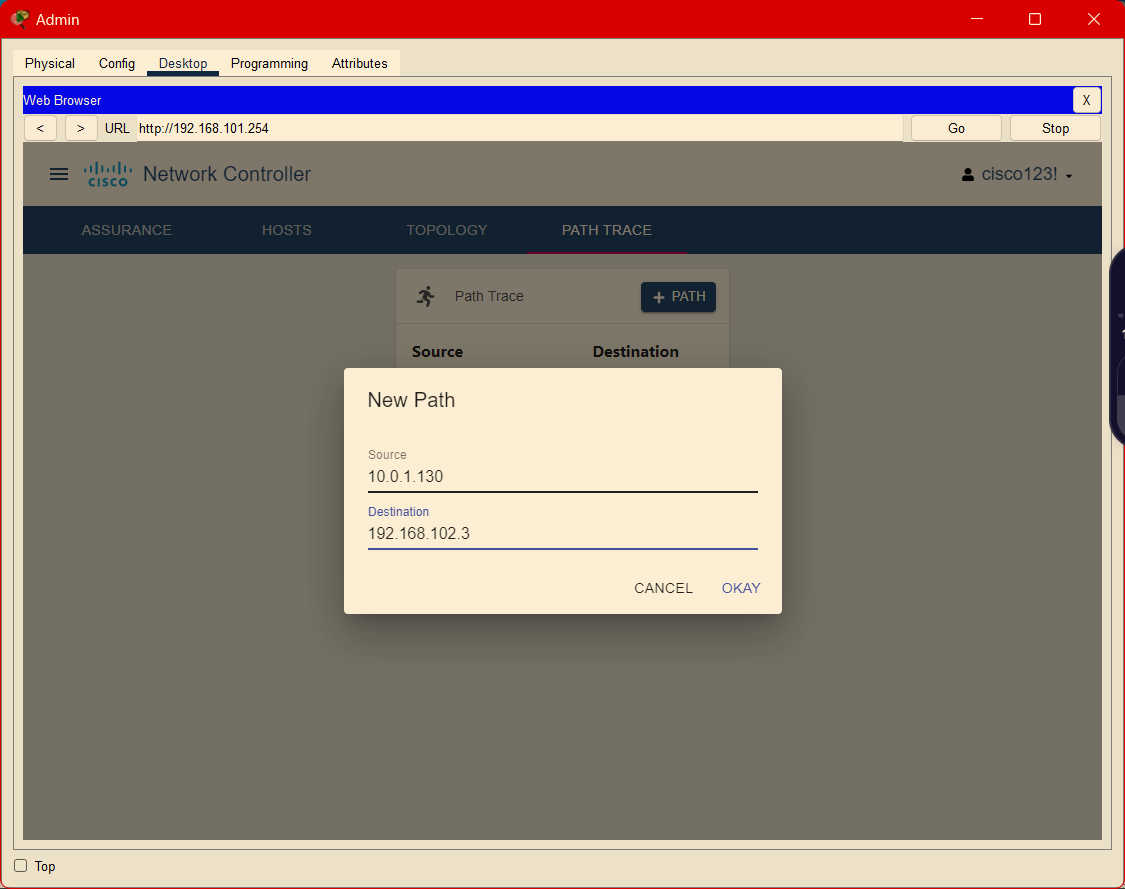 Admin
Physical Config Desktop Programming Attributes
Web Browser X
< > URL http://192.168.101.254 Go Stop
CISCO Network Controller cisco123!
ASSURANCE HOSTS TOPOLOGY PATH TRACE
Path Trace + PATH
Source Destination
New Path
Source
10.0.1.130
Destination
192.168.102.3
CANCEL OKAY
Top